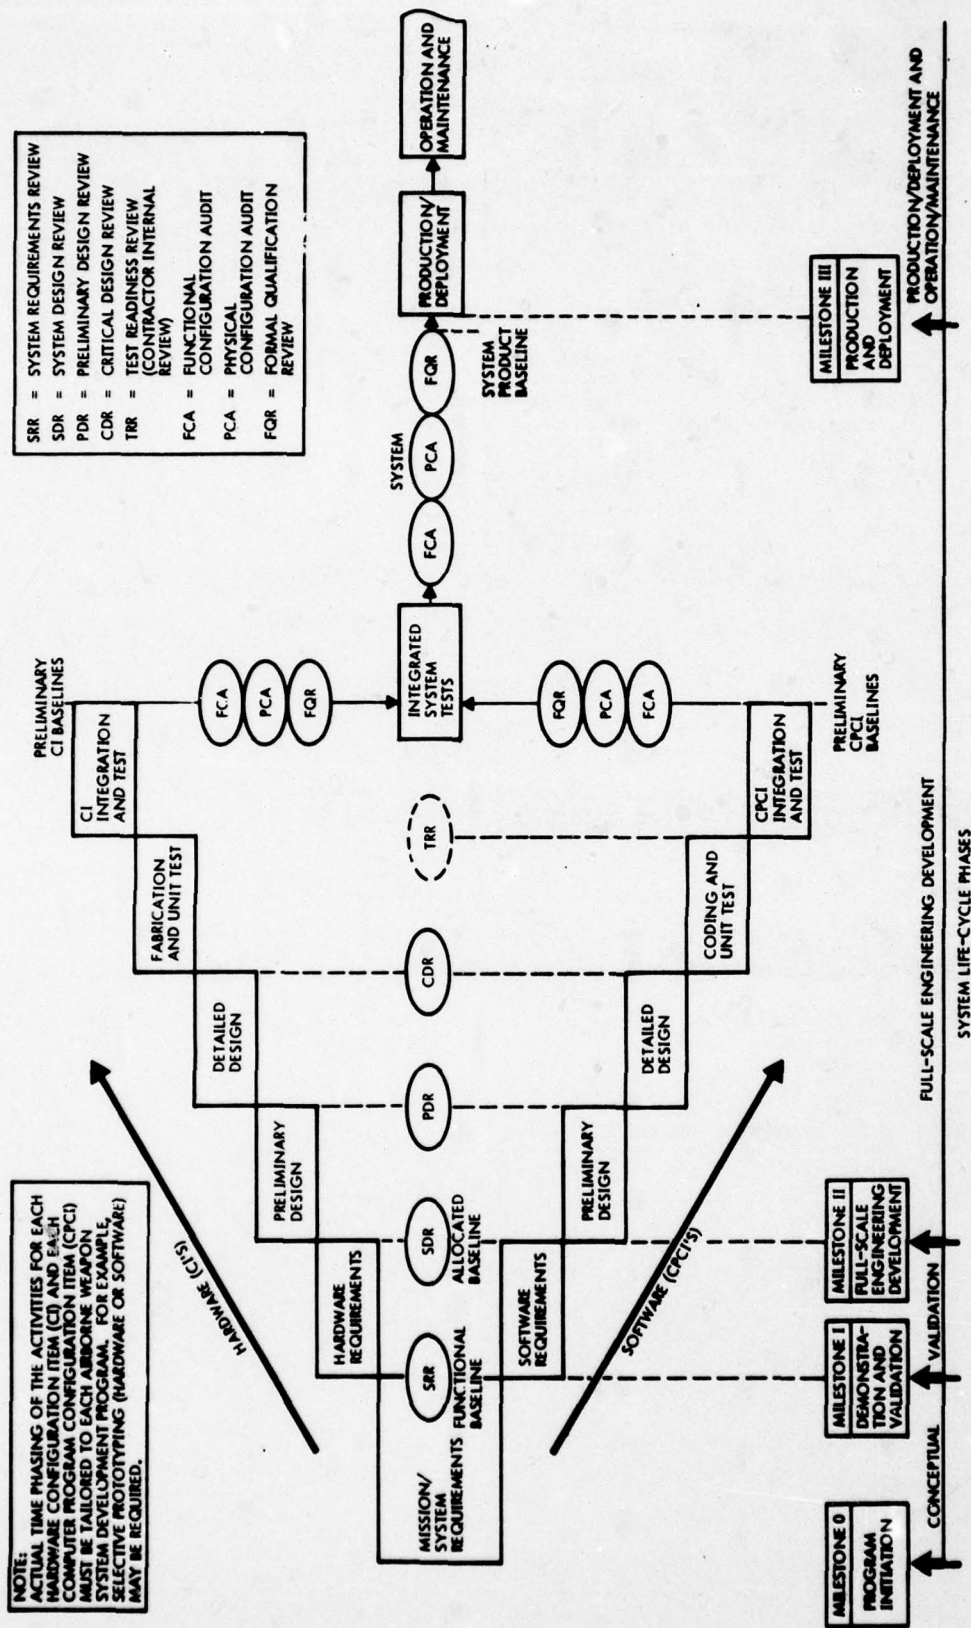 NOTE:
ACTUAL TIME PHASING OF THE ACTIVITIES FOR EACH
HARDWARE CONFIGURATION ITEM (CI) AND EACH
COMPUTER PROGRAM CONFIGURATION ITEM (CPCI)
MUST BE TAILORED TO EACH AIRBORNE WEAPON
SYSTEM DEVELOPMENT PROGRAM. FOR EXAMPLE,
SELECTIVE PROTOTYPING (HARDWARE OR SOFTWARE)
MAY BE REQUIRED.
SRR = SYSTEM REQUIREMENTS REVIEW
SDR = SYSTEM DESIGN REVIEW
PDR = PRELIMINARY DESIGN REVIEW
CDR = CRITICAL DESIGN REVIEW
TRR = TEST READINESS REVIEW
(CONTRACTOR INTERNAL
REVIEW)
FCA = FUNCTIONAL
CONFIGURATION AUDIT
PCA = PHYSICAL
CONFIGURATION AUDIT
FQR = FORMAL QUALIFICATION
REVIEW
HARDWARE (CI'S)
PRELIMINARY
CI BASELINES
CI
INTEGRATION
AND TEST
FABRICATION
AND UNIT TEST
DETAILED
DESIGN
PRELIMINARY
DESIGN
HARDWARE
REQUIREMENTS
FCA
PCA
FQR
MISSION/
SYSTEM
REQUIREMENTS
SRR
FUNCTIONAL
BASELINE
SDR
ALLOCATED
BASELINE
PDR
CDR
TRR
INTEGRATED
SYSTEM
TESTS
SYSTEM
FCA
PCA
FQR
SYSTEM
PRODUCT
BASELINE
PRODUCTION/
DEPLOYMENT
OPERATION AND
MAINTENANCE
SOFTWARE
REQUIREMENTS
PRELIMINARY
DESIGN
DETAILED
DESIGN
CODING AND
UNIT TEST
CPCI
INTEGRATION
AND TEST
FQR
PCA
FCA
PRELIMINARY
CPCI
BASELINES
SOFTWARE (CPCI'S)
MILESTONE 0
PROGRAM
INITIATION
MILESTONE I
DEMONSTRA-
TION AND
VALIDATION
MILESTONE II
FULL-SCALE
ENGINEERING
DEVELOPMENT
MILESTONE III
PRODUCTION
AND
DEPLOYMENT
CONCEPTUAL
VALIDATION
FULL-SCALE ENGINEERING DEVELOPMENT
PRODUCTION/DEPLOYMENT AND
OPERATION/MAINTENANCE
SYSTEM LIFE-CYCLE PHASES